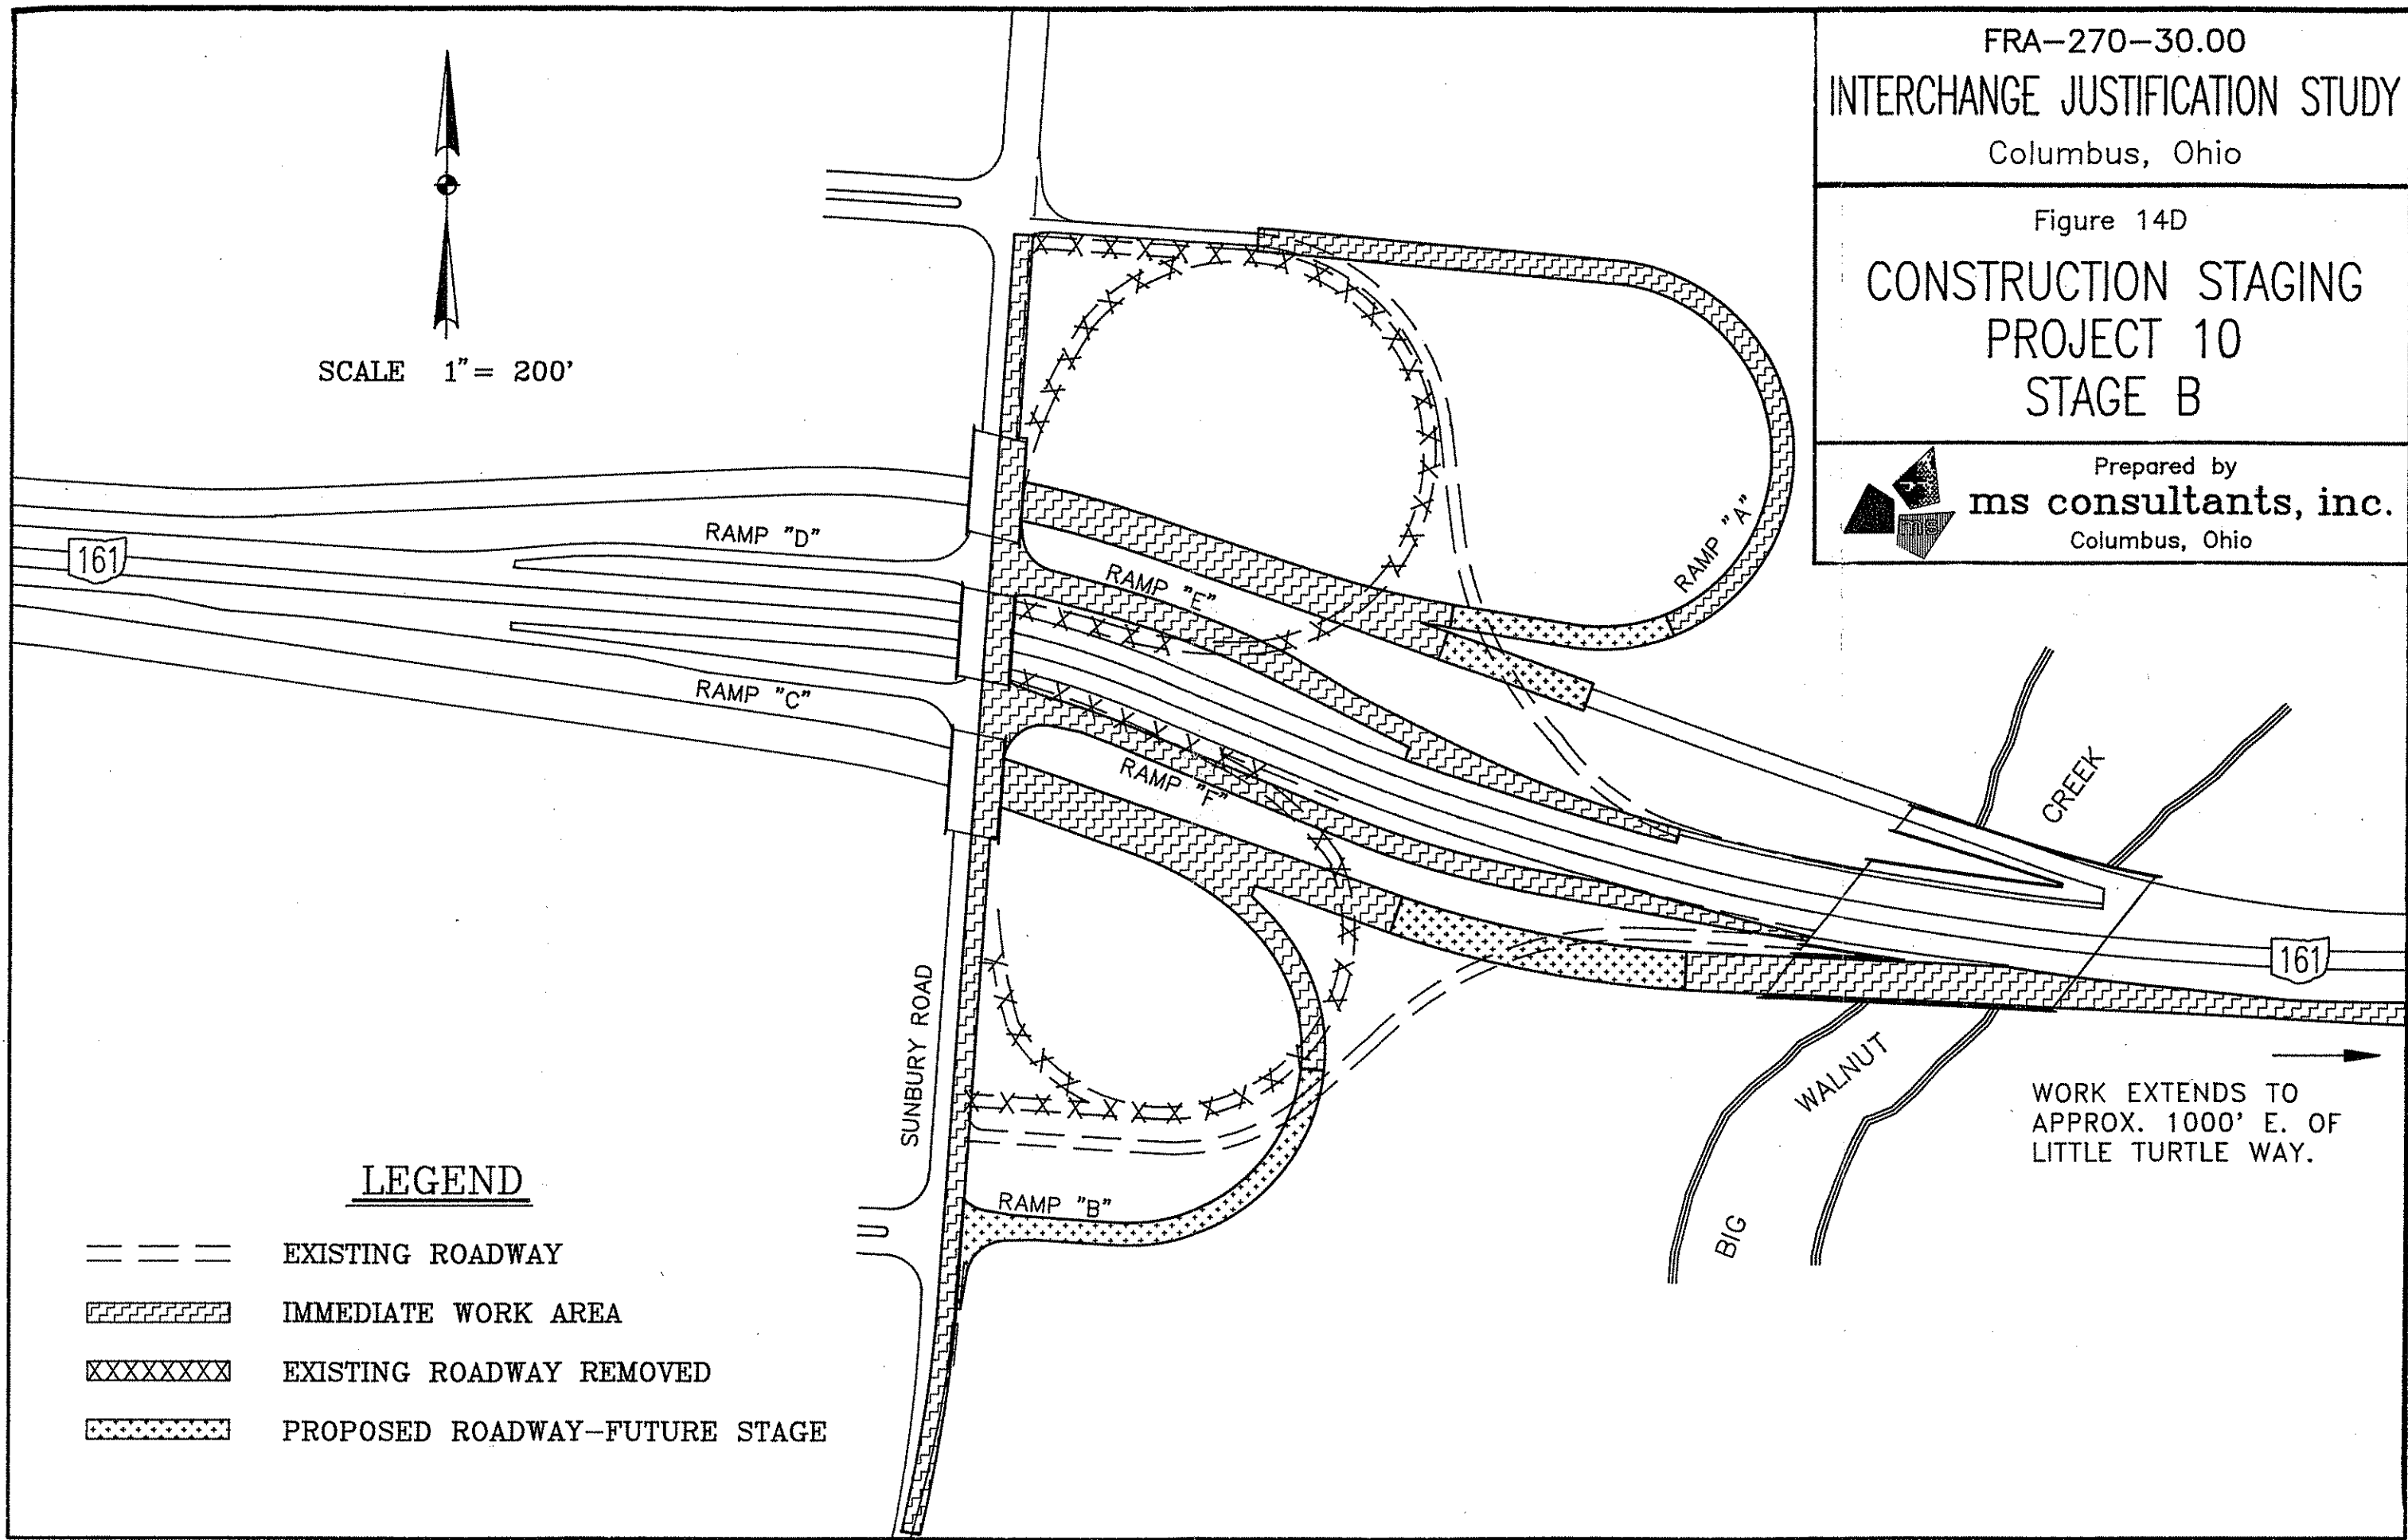 FRA-270-30.00
INTERCHANGE JUSTIFICATION STUDY
Columbus, Ohio
Figure 14D
CONSTRUCTION STAGING
PROJECT 10
STAGE B
Prepared by
ms
ms consultants, inc.
Columbus, Ohio
SCALE 1"= 200'
161
RAMP "D"
RAMP "E"
RAMP "A"
RAMP "C"
RAMP "F"
CREEK
161
SUNBURY ROAD
WALNUT
BIG
RAMP "B"
WORK EXTENDS TO
APPROX. 1000' E. OF
LITTLE TURTLE WAY.
LEGEND
EXISTING ROADWAY
IMMEDIATE WORK AREA
EXISTING ROADWAY REMOVED
PROPOSED ROADWAY-FUTURE STAGE